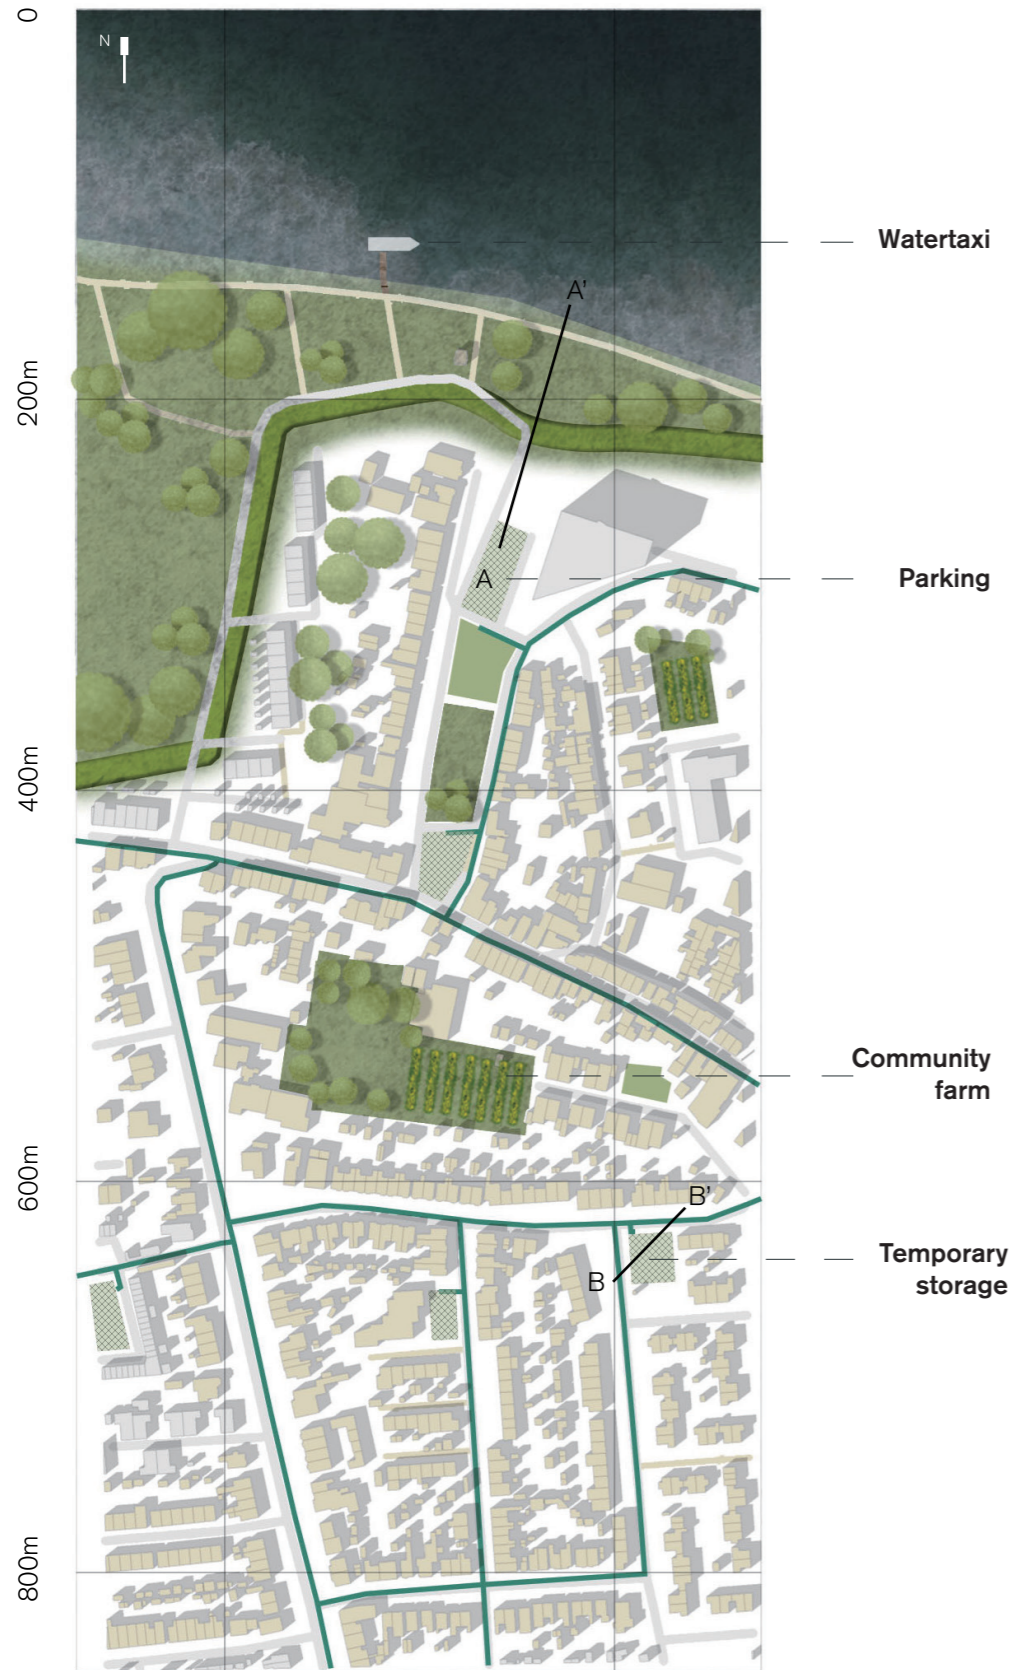 0
N
Watertaxi
A'
200m
A
Parking
400m
Community
farm
600m
B'
B
Temporary
storage
800m